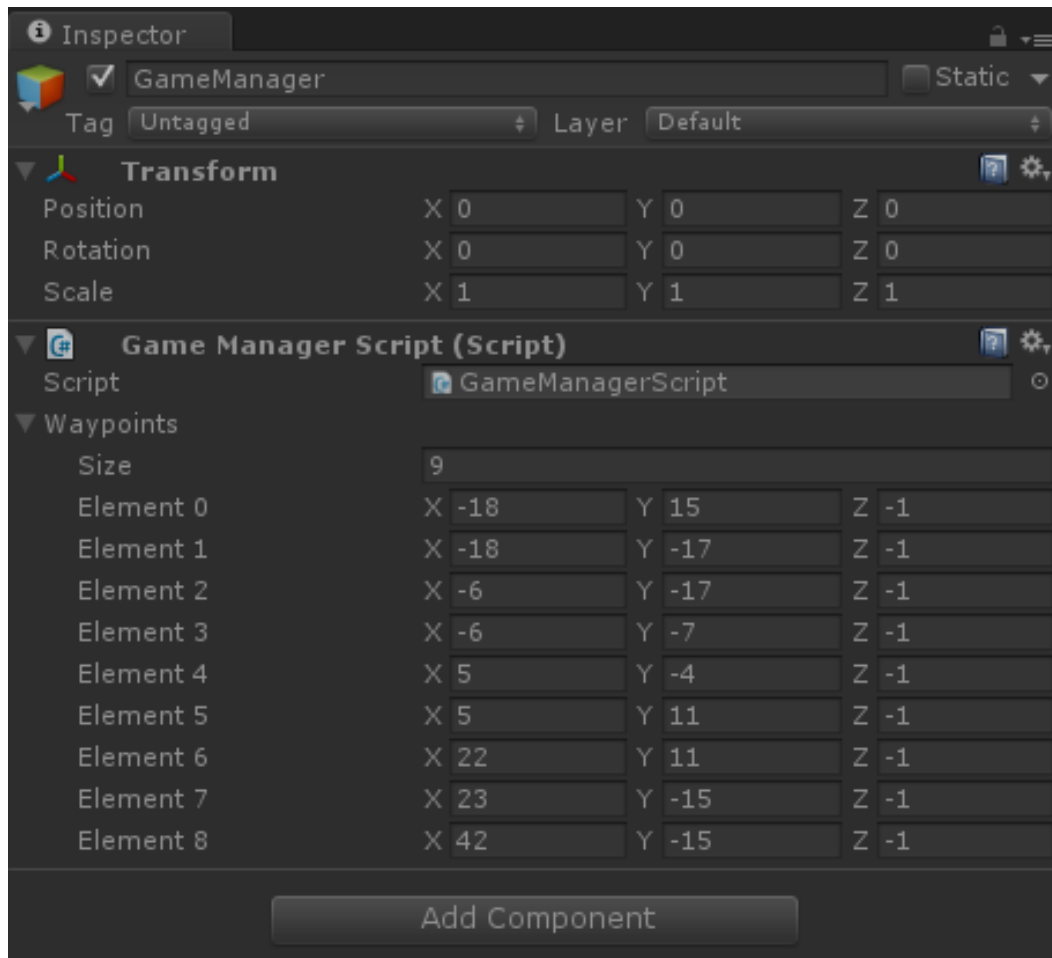 Inspector
GameManager Static
Tag Untagged Layer Default
Transform
Position X 0 Y 0 Z 0
Rotation X 0 Y 0 Z 0
Scale X 1 Y 1 Z 1
Game Manager Script (Script)
Script GameManagerScript
Waypoints
Size 9
Element 0 X -18 Y 15 Z -1
Element 1 X -18 Y -17 Z -1
Element 2 X -6 Y -17 Z -1
Element 3 X -6 Y -7 Z -1
Element 4 X 5 Y -4 Z -1
Element 5 X 5 Y 11 Z -1
Element 6 X 22 Y 11 Z -1
Element 7 X 23 Y -15 Z -1
Element 8 X 42 Y -15 Z -1
Add Component